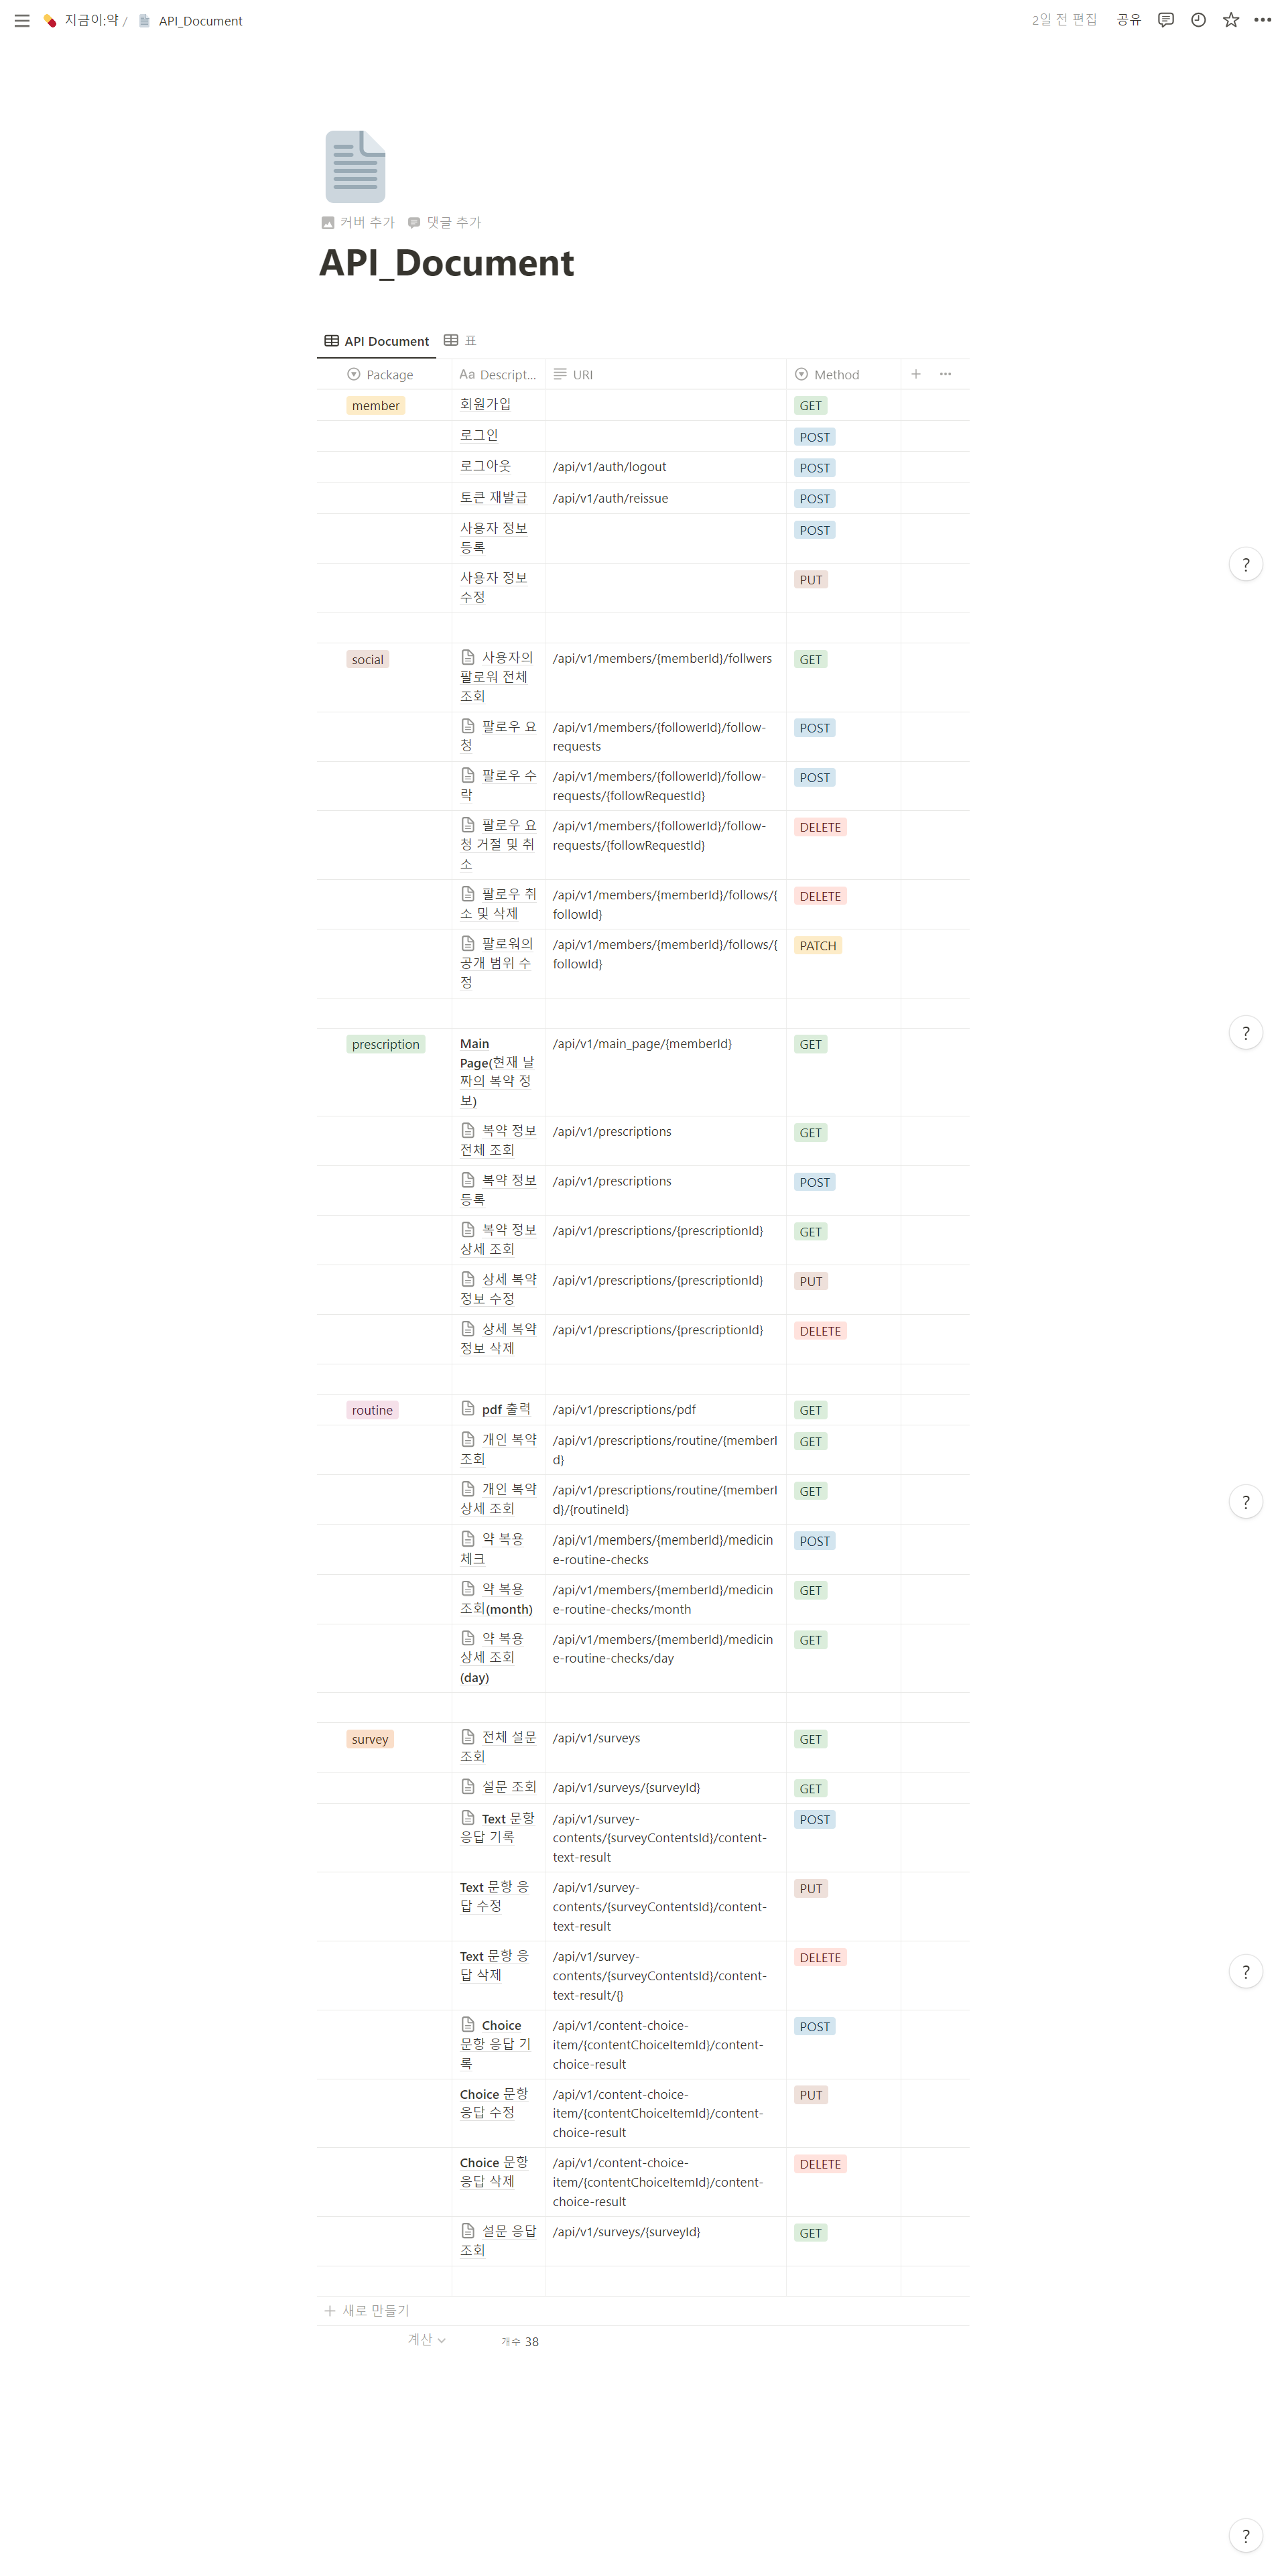 지금이:약 / API_Document
2일 전 편집 공유
커버 추가 댓글 추가
API_Document
API Document 표
Package Aa Descript... URI Method
member 회원가입 GET
로그인 POST
로그아웃 /api/v1/auth/logout POST
토큰 재발급 /api/v1/auth/reissue POST
사용자 정보 POST
등록
사용자 정보 PUT
수정
social 사용자의 /api/v1/members/{memberId}/follwers GET
팔로워 전체
조회
팔로우 요 /api/v1/members/{followerId}/follow- POST
청 requests
팔로우 수 /api/v1/members/{followerId}/follow- POST
락 requests/{followRequestId}
팔로우 요 /api/v1/members/{followerId}/follow- DELETE
청 거절 및 취 requests/{followRequestId}
소
팔로우 취 /api/v1/members/{memberId}/follows/{ DELETE
소 및 삭제 followId}
팔로워의 /api/v1/members/{memberId}/follows/{ PATCH
공개 범위 수 followId}
정
prescription Main /api/v1/main_page/{memberId} GET
Page(현재 날
짜의 복약 정
보)
복약 정보 /api/v1/prescriptions GET
전체 조회
복약 정보 /api/v1/prescriptions POST
등록
복약 정보 /api/v1/prescriptions/{prescriptionId} GET
상세 조회
상세 복약 /api/v1/prescriptions/{prescriptionId} PUT
정보 수정
상세 복약 /api/v1/prescriptions/{prescriptionId} DELETE
정보 삭제
routine pdf 출력 /api/v1/prescriptions/pdf GET
개인 복약 /api/v1/prescriptions/routine/{memberI GET
조회 d}
개인 복약 /api/v1/prescriptions/routine/{memberI GET
상세 조회 d}/{routineId}
약 복용 /api/v1/members/{memberId}/medicin POST
체크 e-routine-checks
약 복용 /api/v1/members/{memberId}/medicin GET
조회(month) e-routine-checks/month
약 복용 /api/v1/members/{memberId}/medicin GET
상세 조회 e-routine-checks/day
(day)
survey 전체 설문 /api/v1/surveys GET
조회
설문 조회 /api/v1/surveys/{surveyId} GET
Text 문항 /api/v1/survey- POST
응답 기록 contents/{surveyContentsId}/content-
text-result
Text 문항 응 /api/v1/survey- PUT
답 수정 contents/{surveyContentsId}/content-
text-result
Text 문항 응 /api/v1/survey- DELETE
답 삭제 contents/{surveyContentsId}/content-
text-result/{}
Choice /api/v1/content-choice- POST
문항 응답 기 item/{contentChoiceItemId}/content-
록 choice-result
Choice 문항 /api/v1/content-choice- PUT
응답 수정 item/{contentChoiceItemId}/content-
choice-result
Choice 문항 /api/v1/content-choice- DELETE
응답 삭제 item/{contentChoiceItemId}/content-
choice-result
설문 응답 /api/v1/surveys/{surveyId} GET
조회
새로 만들기
계산 개수 38
?
?
?
?
?